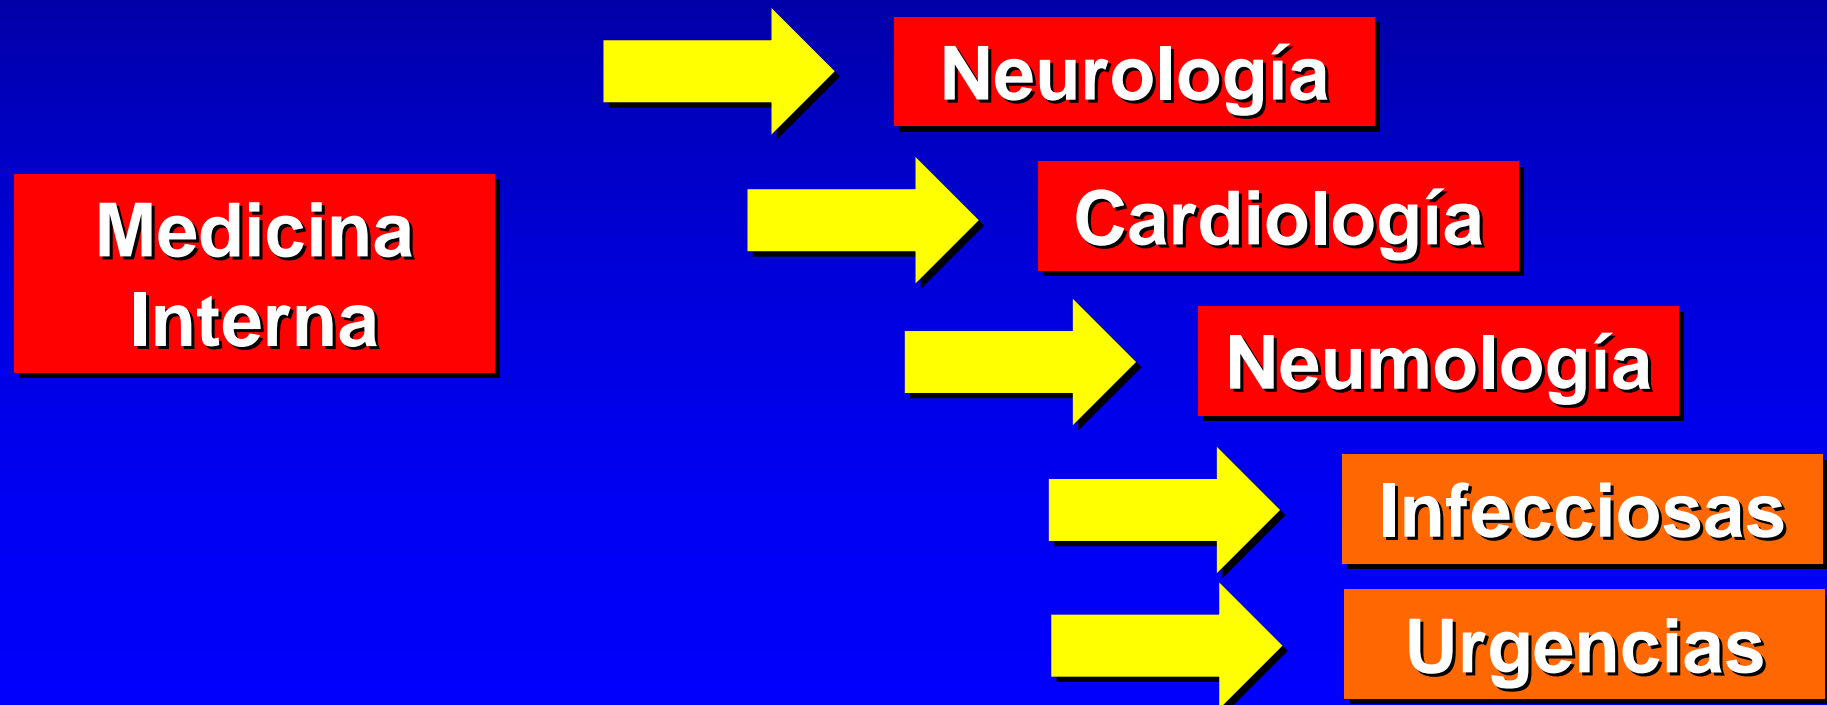 Neurología
Cardiología
Medicina
Interna
Neumología
Infecciosas
Urgencias